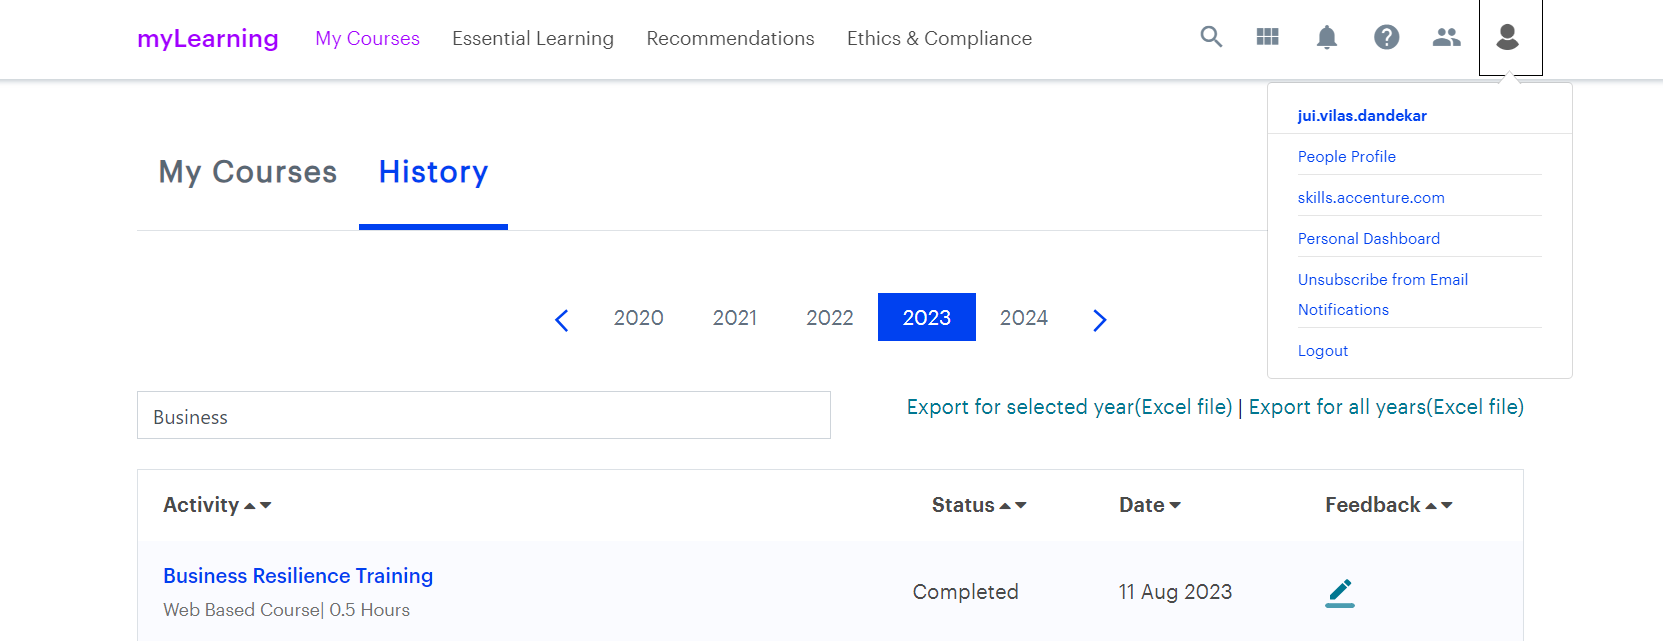 myLearning
My Courses
Essential Learning
Recommendations
Ethics & Compliance
jui.vilas.dandekar
People Profile
skills.accenture.com
Personal Dashboard
Unsubscribe from Email
Notifications
Logout
My Courses
History
2020
2021
2022
2023
2024
Business
Export for selected year(Excel file) | Export for all years(Excel file)
Activity
Status
Date
Feedback
Business Resilience Training
Web Based Course| 0.5 Hours
Completed
11 Aug 2023